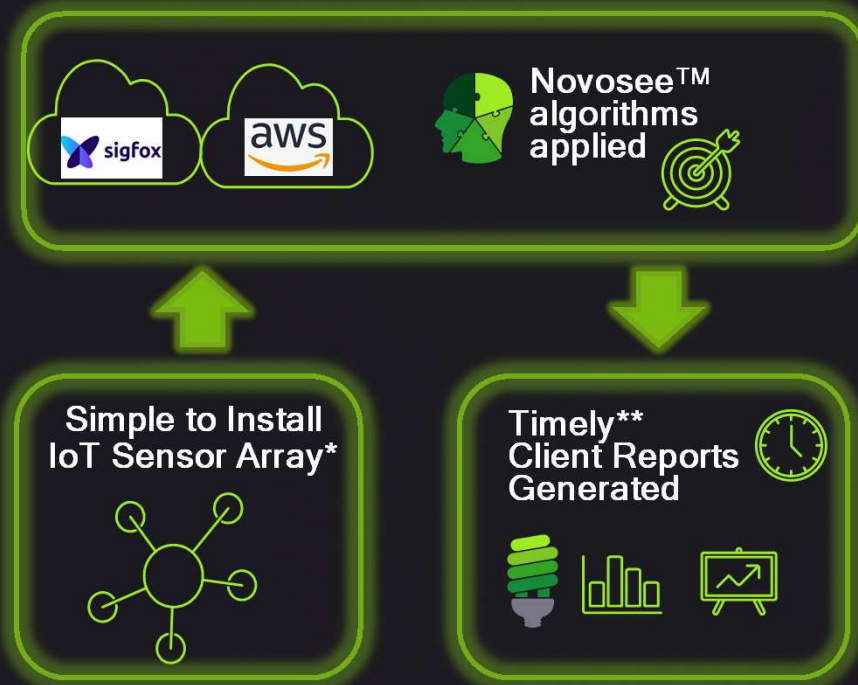 sigfox
aws
Novosee™
algorithms
applied
Simple to Install
IoT Sensor Array*
Timely**
Client Reports
Generated